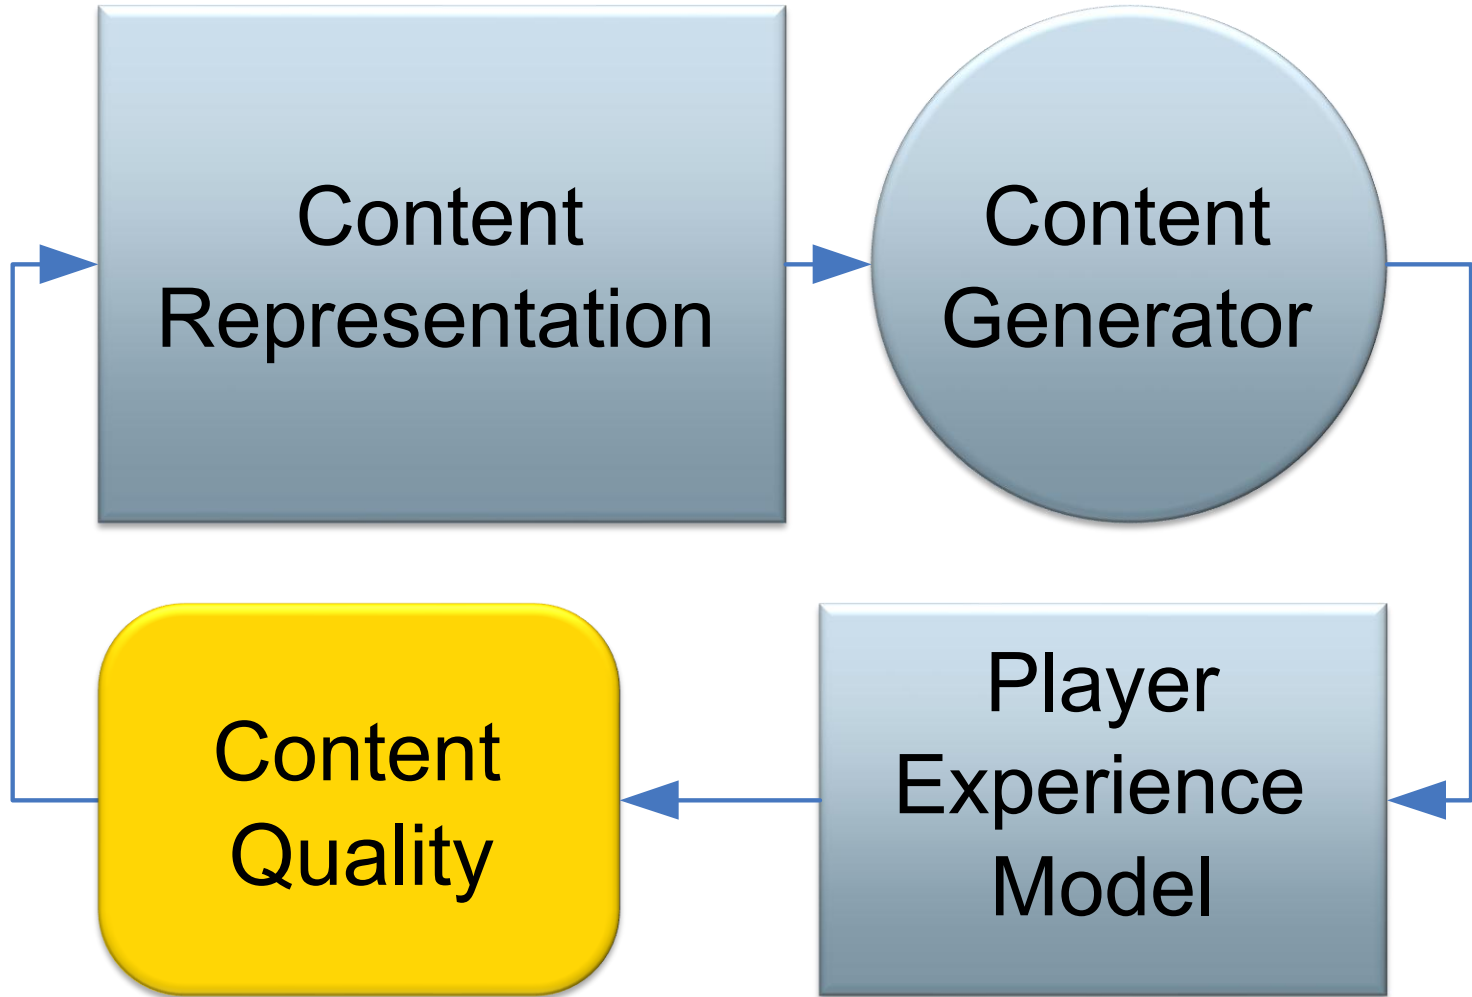 Content
Representation
Content
Generator
Content
Quality
Player
Experience
Model